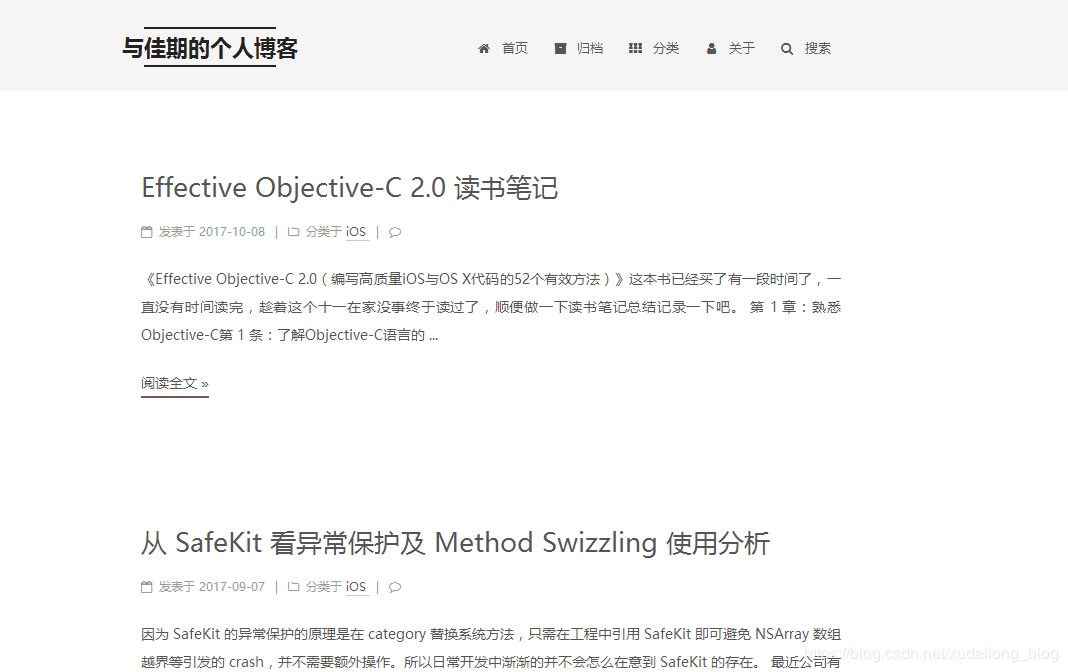 与佳期的个人博客
首页 归档 分类 关于 搜索
Effective Objective-C 2.0 读书笔记
发表于 2017-10-08 | 分类于 iOS |
《Effective Objective-C 2.0（编写高质量iOS与OS X代码的52个有效方法）》这本书已经买了有一段时间了，一
直没有时间读完，趁着这个十一在家没事终于读过了，顺便做一下读书笔记总结记录一下吧。 第 1 章：熟悉
Objective-C第 1 条：了解Objective-C语言的 ...
阅读全文 »
从 SafeKit 看异常保护及 Method Swizzling 使用分析
发表于 2017-09-07 | 分类于 iOS |
因为 SafeKit 的异常保护的原理是在 category 替换系统方法，只需在工程中引用 SafeKit 即可避免 NSArray 数组
越界等引发的 crash，并不需要额外操作。所以日常开发中渐渐的并不会怎么在意到 SafeKit 的存在。 最近公司有
https://blog.csdn.net/xudailong_blog